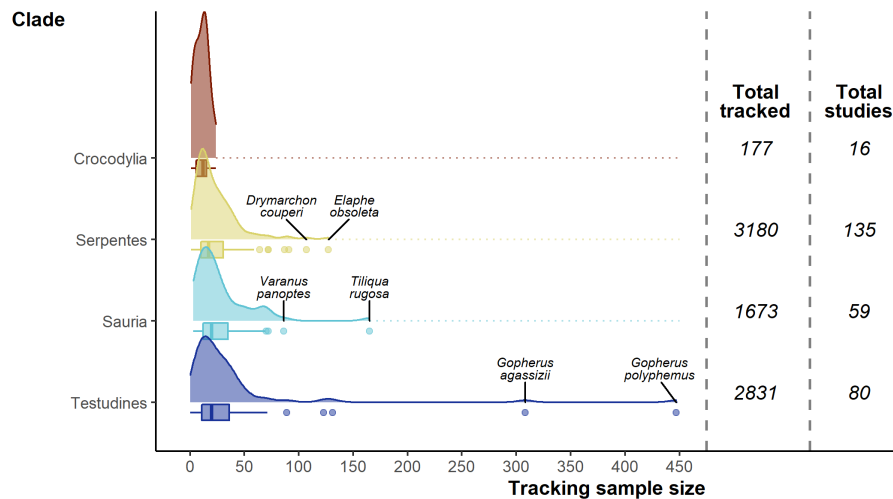 Clade
Total
tracked
Total
studies
Crocodylia
177
16
Drymarchon
couperi
Elaphe
obsoleta
Serpentes
3180
135
Varanus
panoptes
Tiliqua
rugosa
Sauria
1673
59
Gopherus
agassizii
Gopherus
polyphemus
Testudines
2831
80
0 50 100 150 200 250 300 350 400 450
Tracking sample size